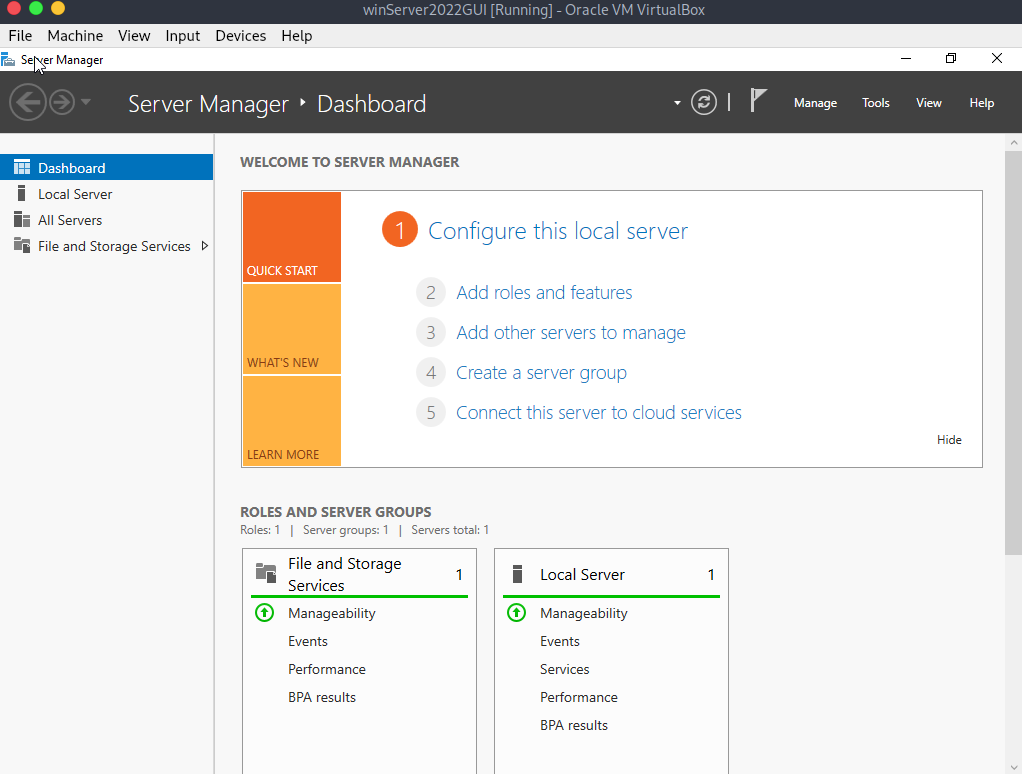 winServer2022GUI [Running] - Oracle VM VirtualBox
File Machine View Input Devices Help
Server Manager
Server Manager Dashboard
Manage Tools View Help
Dashboard
Local Server
All Servers
File and Storage Services
WELCOME TO SERVER MANAGER
QUICK START
WHAT'S NEW
LEARN MORE
1 Configure this local server
2 Add roles and features
3 Add other servers to manage
4 Create a server group
5 Connect this server to cloud services
Hide
ROLES AND SERVER GROUPS
Roles: 1 | Server groups: 1 | Servers total: 1
File and Storage
Services 1
Manageability
Events
Performance
BPA results
Local Server 1
Manageability
Events
Services
Performance
BPA results